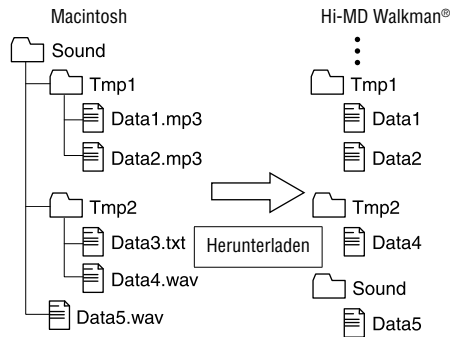 Macintosh
Sound
Tmp1
Data1.mp3
Data2.mp3
Tmp2
Data3.txt
Data4.wav
Data5.wav
Herunterladen
Hi-MD Walkman®
Tmp1
Data1
Data2
Tmp2
Data4
Sound
Data5